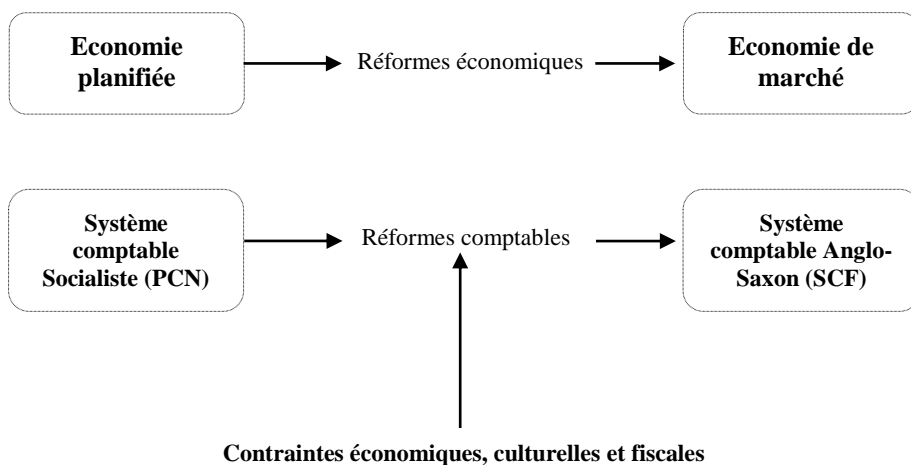 Economie
planifiée
Réformes économiques
Economie de
marché
Système
comptable
Socialiste (PCN)
Réformes comptables
Système
comptable Anglo-
Saxon (SCF)
Contraintes économiques, culturelles et fiscales